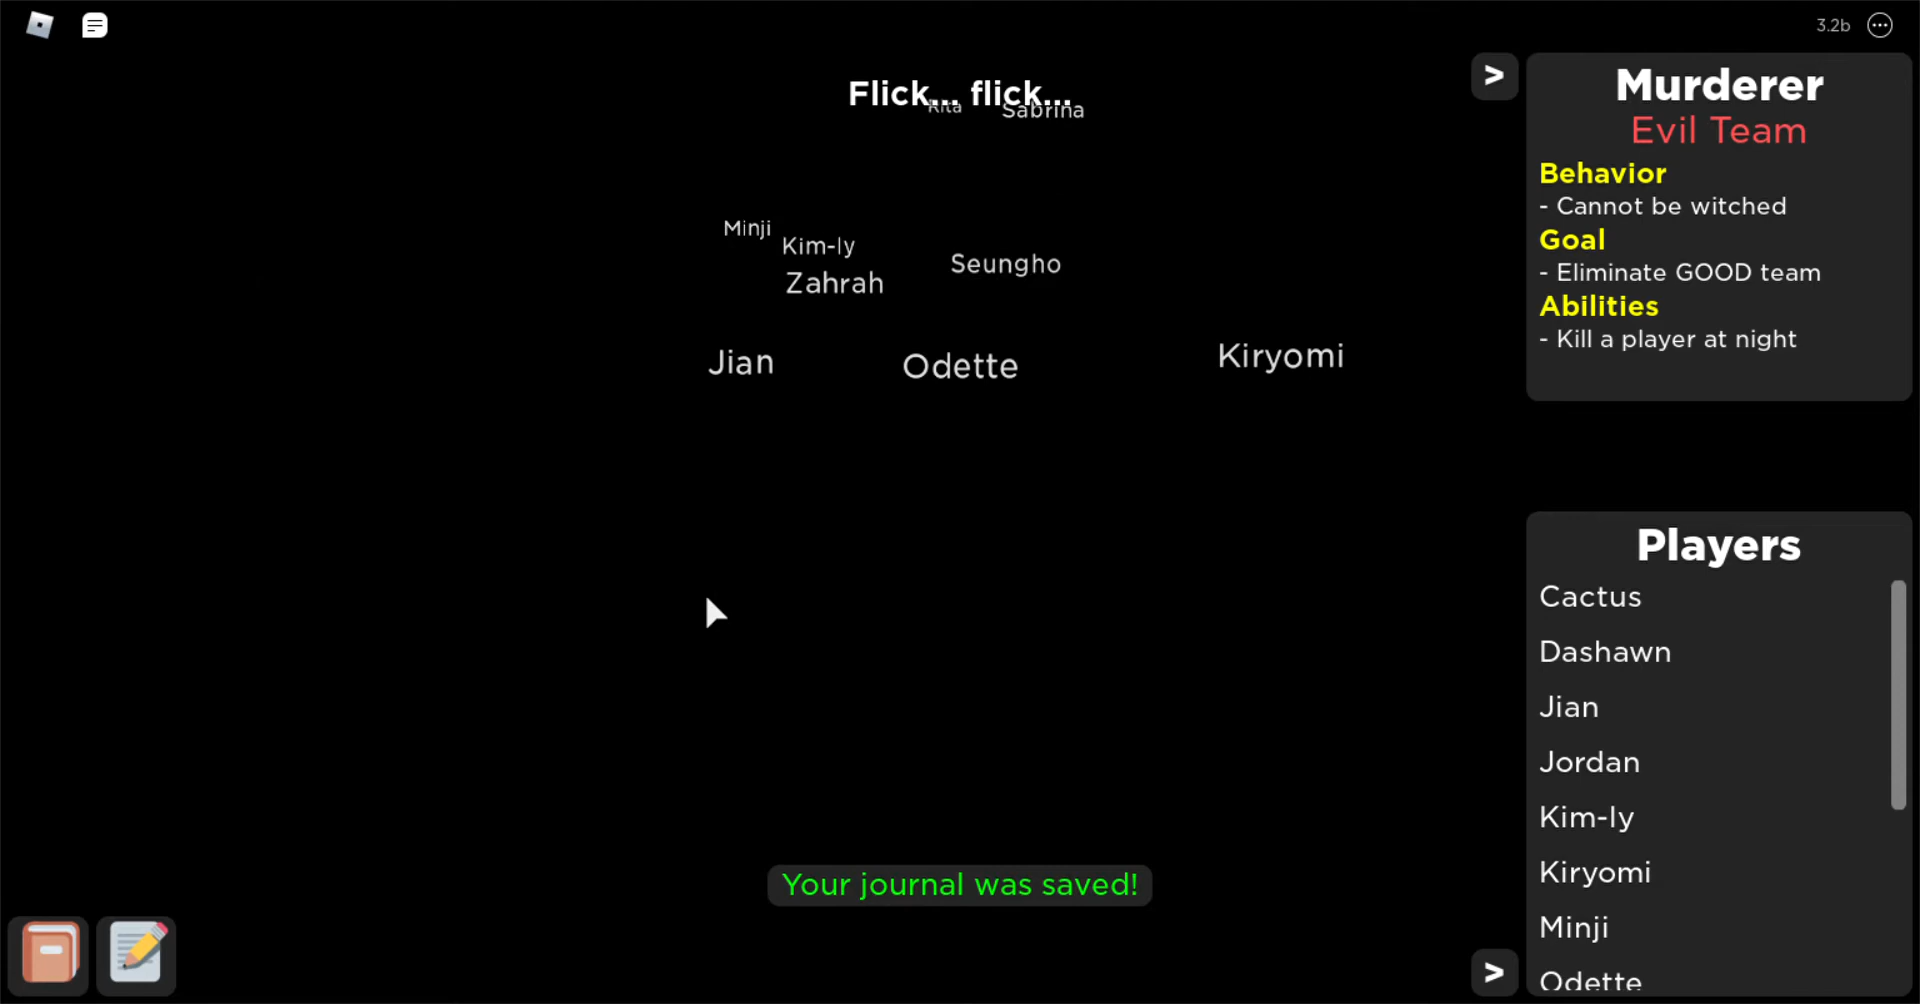 3.2b
Flick... flick...
Rita
Sabrina
Minji
Kim-ly
Zahrah
Seungho
Jian
Odette
Kiryomi
Your journal was saved!
>
Murderer
Evil Team
Behavior
- Cannot be witched
Goal
- Eliminate GOOD team
Abilities
- Kill a player at night
Players
Cactus
Dashawn
Jian
Jordan
Kim-ly
Kiryomi
Minji
Odette
>